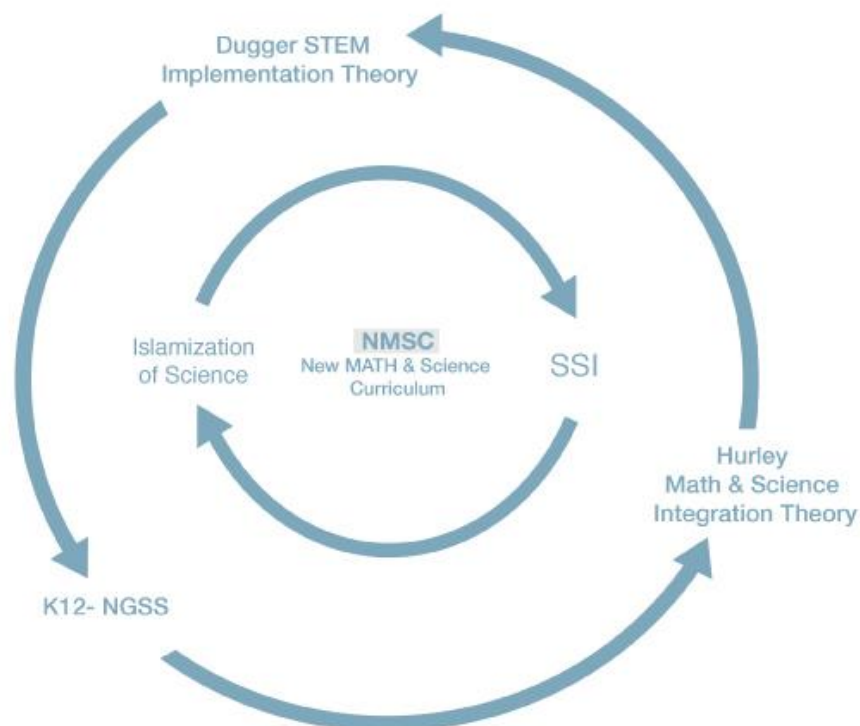 Dugger STEM
Implementation Theory
Islamization
of Science
NMSC
New MATH & Science
Curriculum
SSI
Hurley
Math & Science
Integration Theory
K12- NGSS